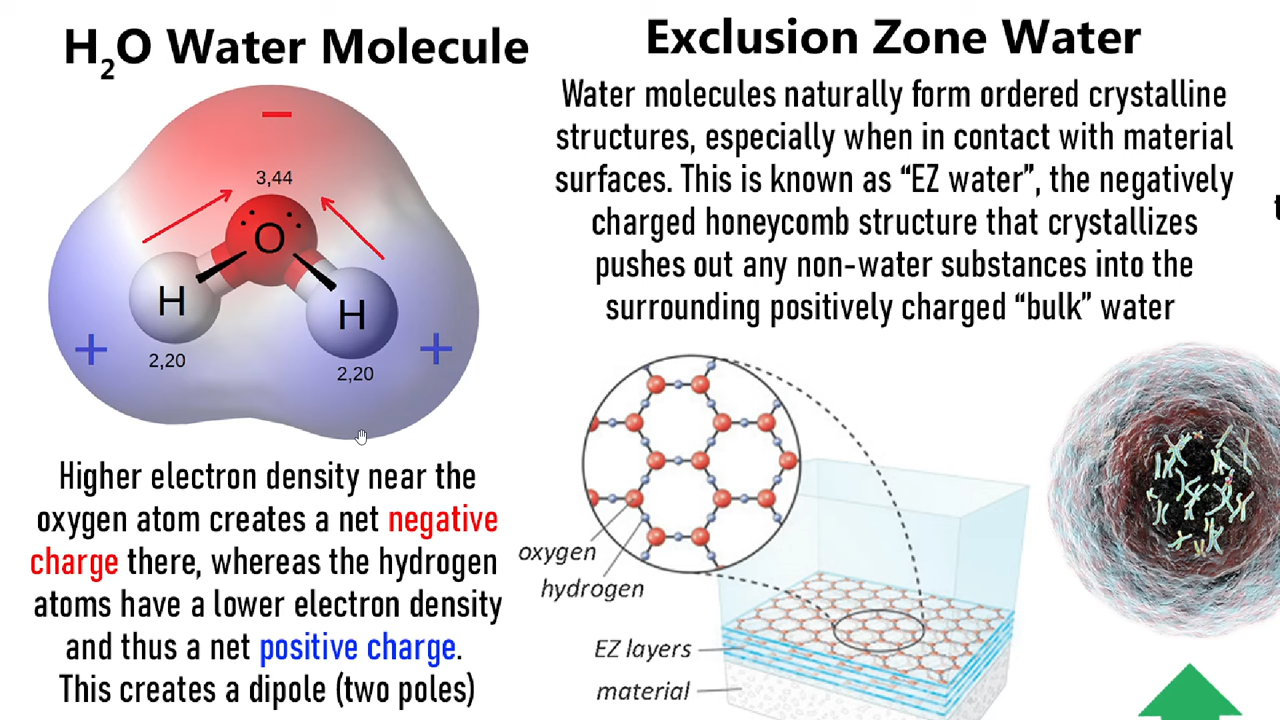 H₂O Water Molecule
−
3,44
O
H
H
+
+
2,20
2,20
Higher electron density near the
oxygen atom creates a net negative
charge there, whereas the hydrogen
atoms have a lower electron density
and thus a net positive charge.
This creates a dipole (two poles)
Exclusion Zone Water
Water molecules naturally form ordered crystalline
structures, especially when in contact with material
surfaces. This is known as “EZ water”, the negatively
charged honeycomb structure that crystallizes
pushes out any non-water substances into the
surrounding positively charged “bulk” water
oxygen
hydrogen
EZ layers
material